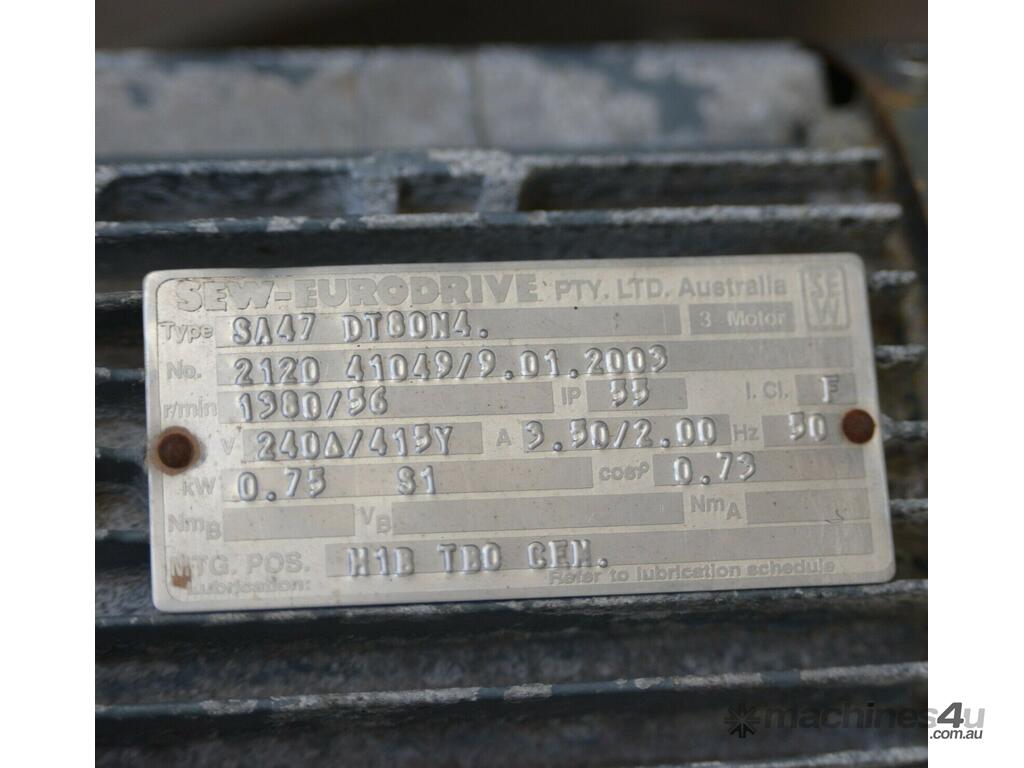 SEW-EURODRIVE PTY. LTD. Australia SEW
Type SA47 DT80N4. 3~Motor
No. 2120 41049/9.01.2003
r/min 1380/56 IP 55 I. Cl. F
V 240Δ/415Y A 3.50/2.00 Hz 50
kW 0.75 S1 cosφ 0.73
NmB VB NmA
MTG. POS. H1B TBO CEM.
Lubrication: Refer to lubrication schedule
machines4u
.com.au